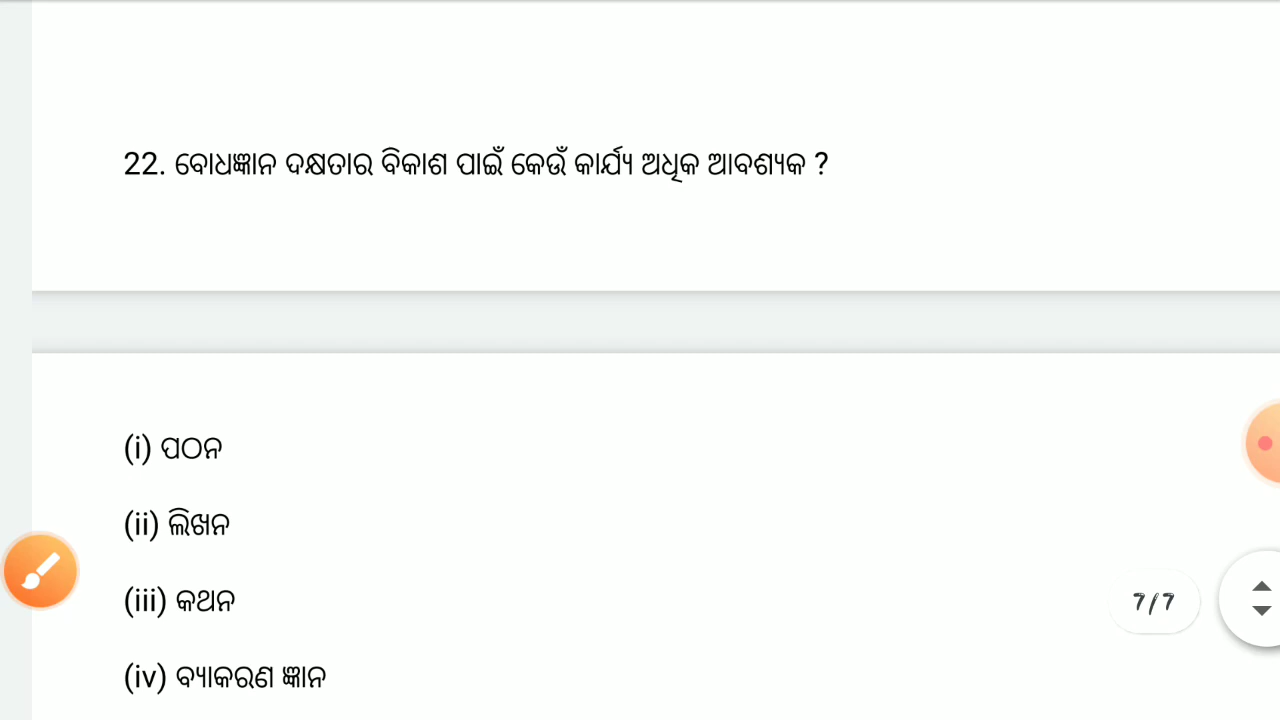 22. ବୋଧଜ୍ଞାନ ଦକ୍ଷତାର ବିକାଶ ପାଇଁ କେଉଁ କାର୍ଯ୍ୟ ଅଧିକ ଆବଶ୍ୟକ ?
(i) ପଠନ
(ii) ଲିଖନ
(iii) କଥନ
7/7
(iv) ବ୍ୟାକରଣ ଜ୍ଞାନ